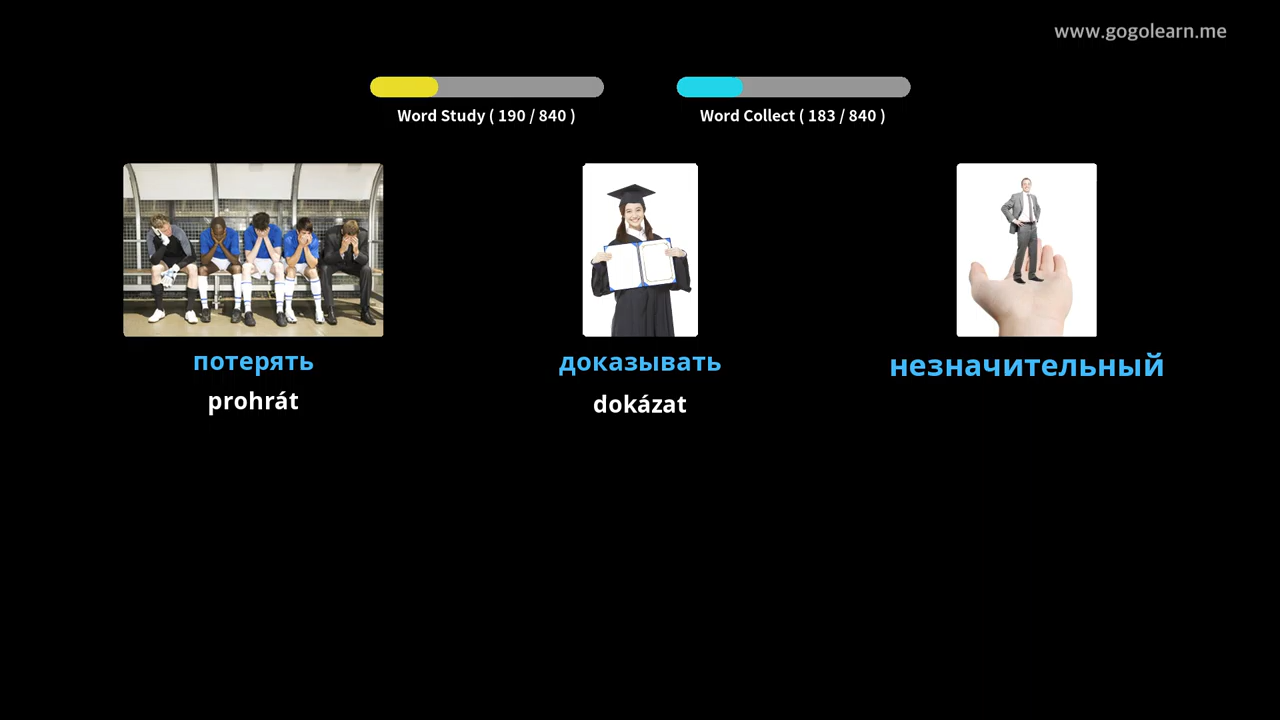 www.gogolearn.me
Word Study ( 190 / 840 )
Word Collect ( 183 / 840 )
потерять
prohrát
доказывать
dokázat
незначительный